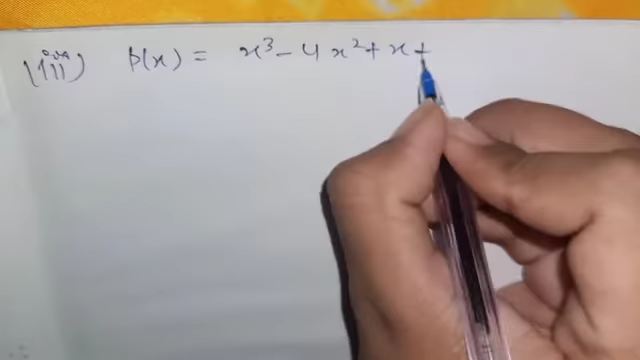 (iii) p(x) = x³ - 4x² + x +